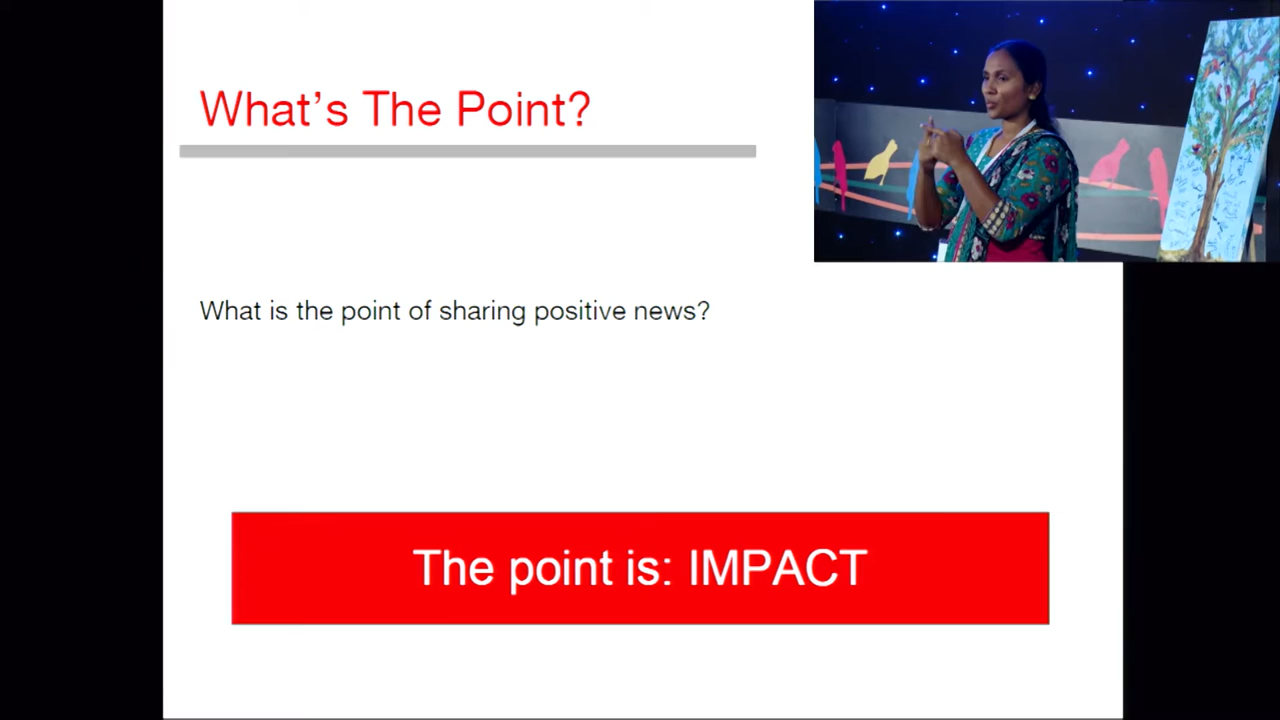 What’s The Point?
What is the point of sharing positive news?
The point is: IMPACT